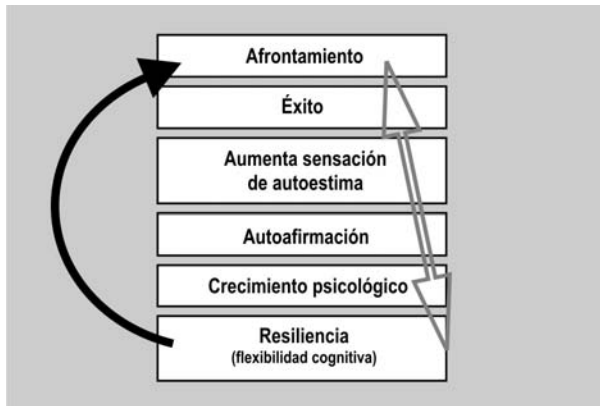 Afrontamiento
Éxito
Aumenta sensación
de autoestima
Autoafirmación
Crecimiento psicológico
Resiliencia
(flexibilidad cognitiva)